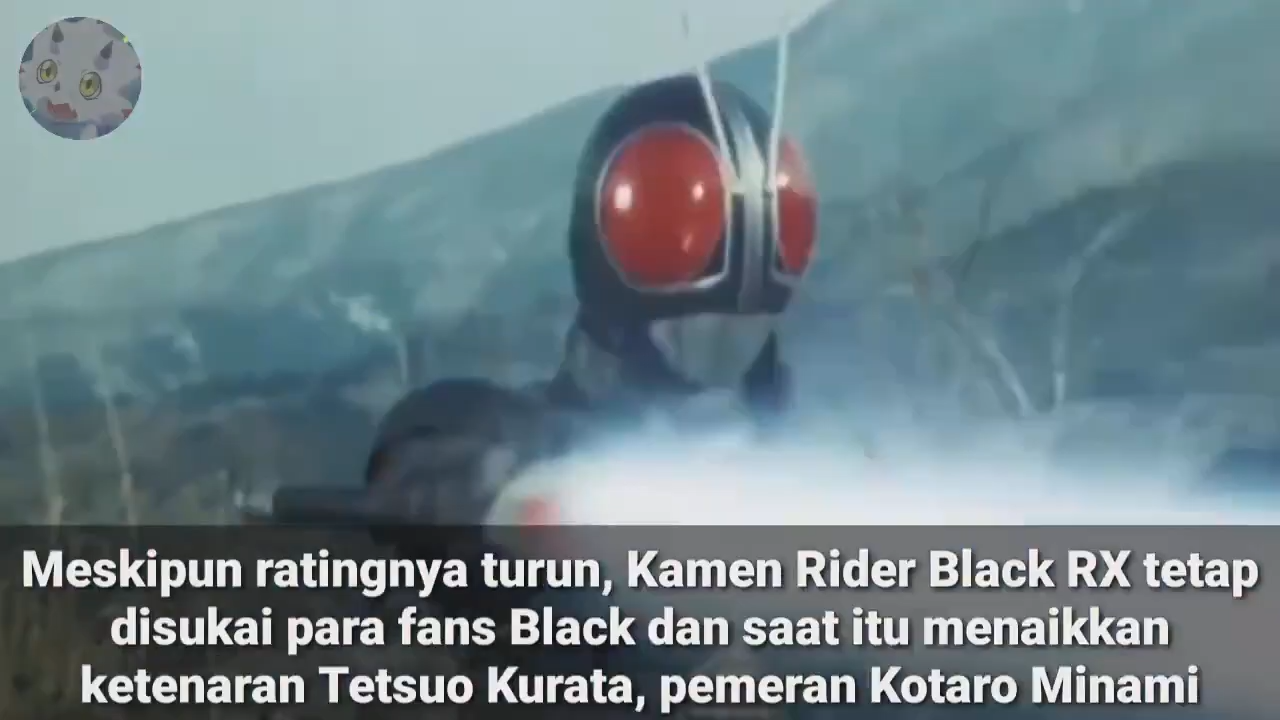 Meskipun ratingnya turun, Kamen Rider Black RX tetap
disukai para fans Black dan saat itu menaikkan
ketenaran Tetsuo Kurata, pemeran Kotaro Minami